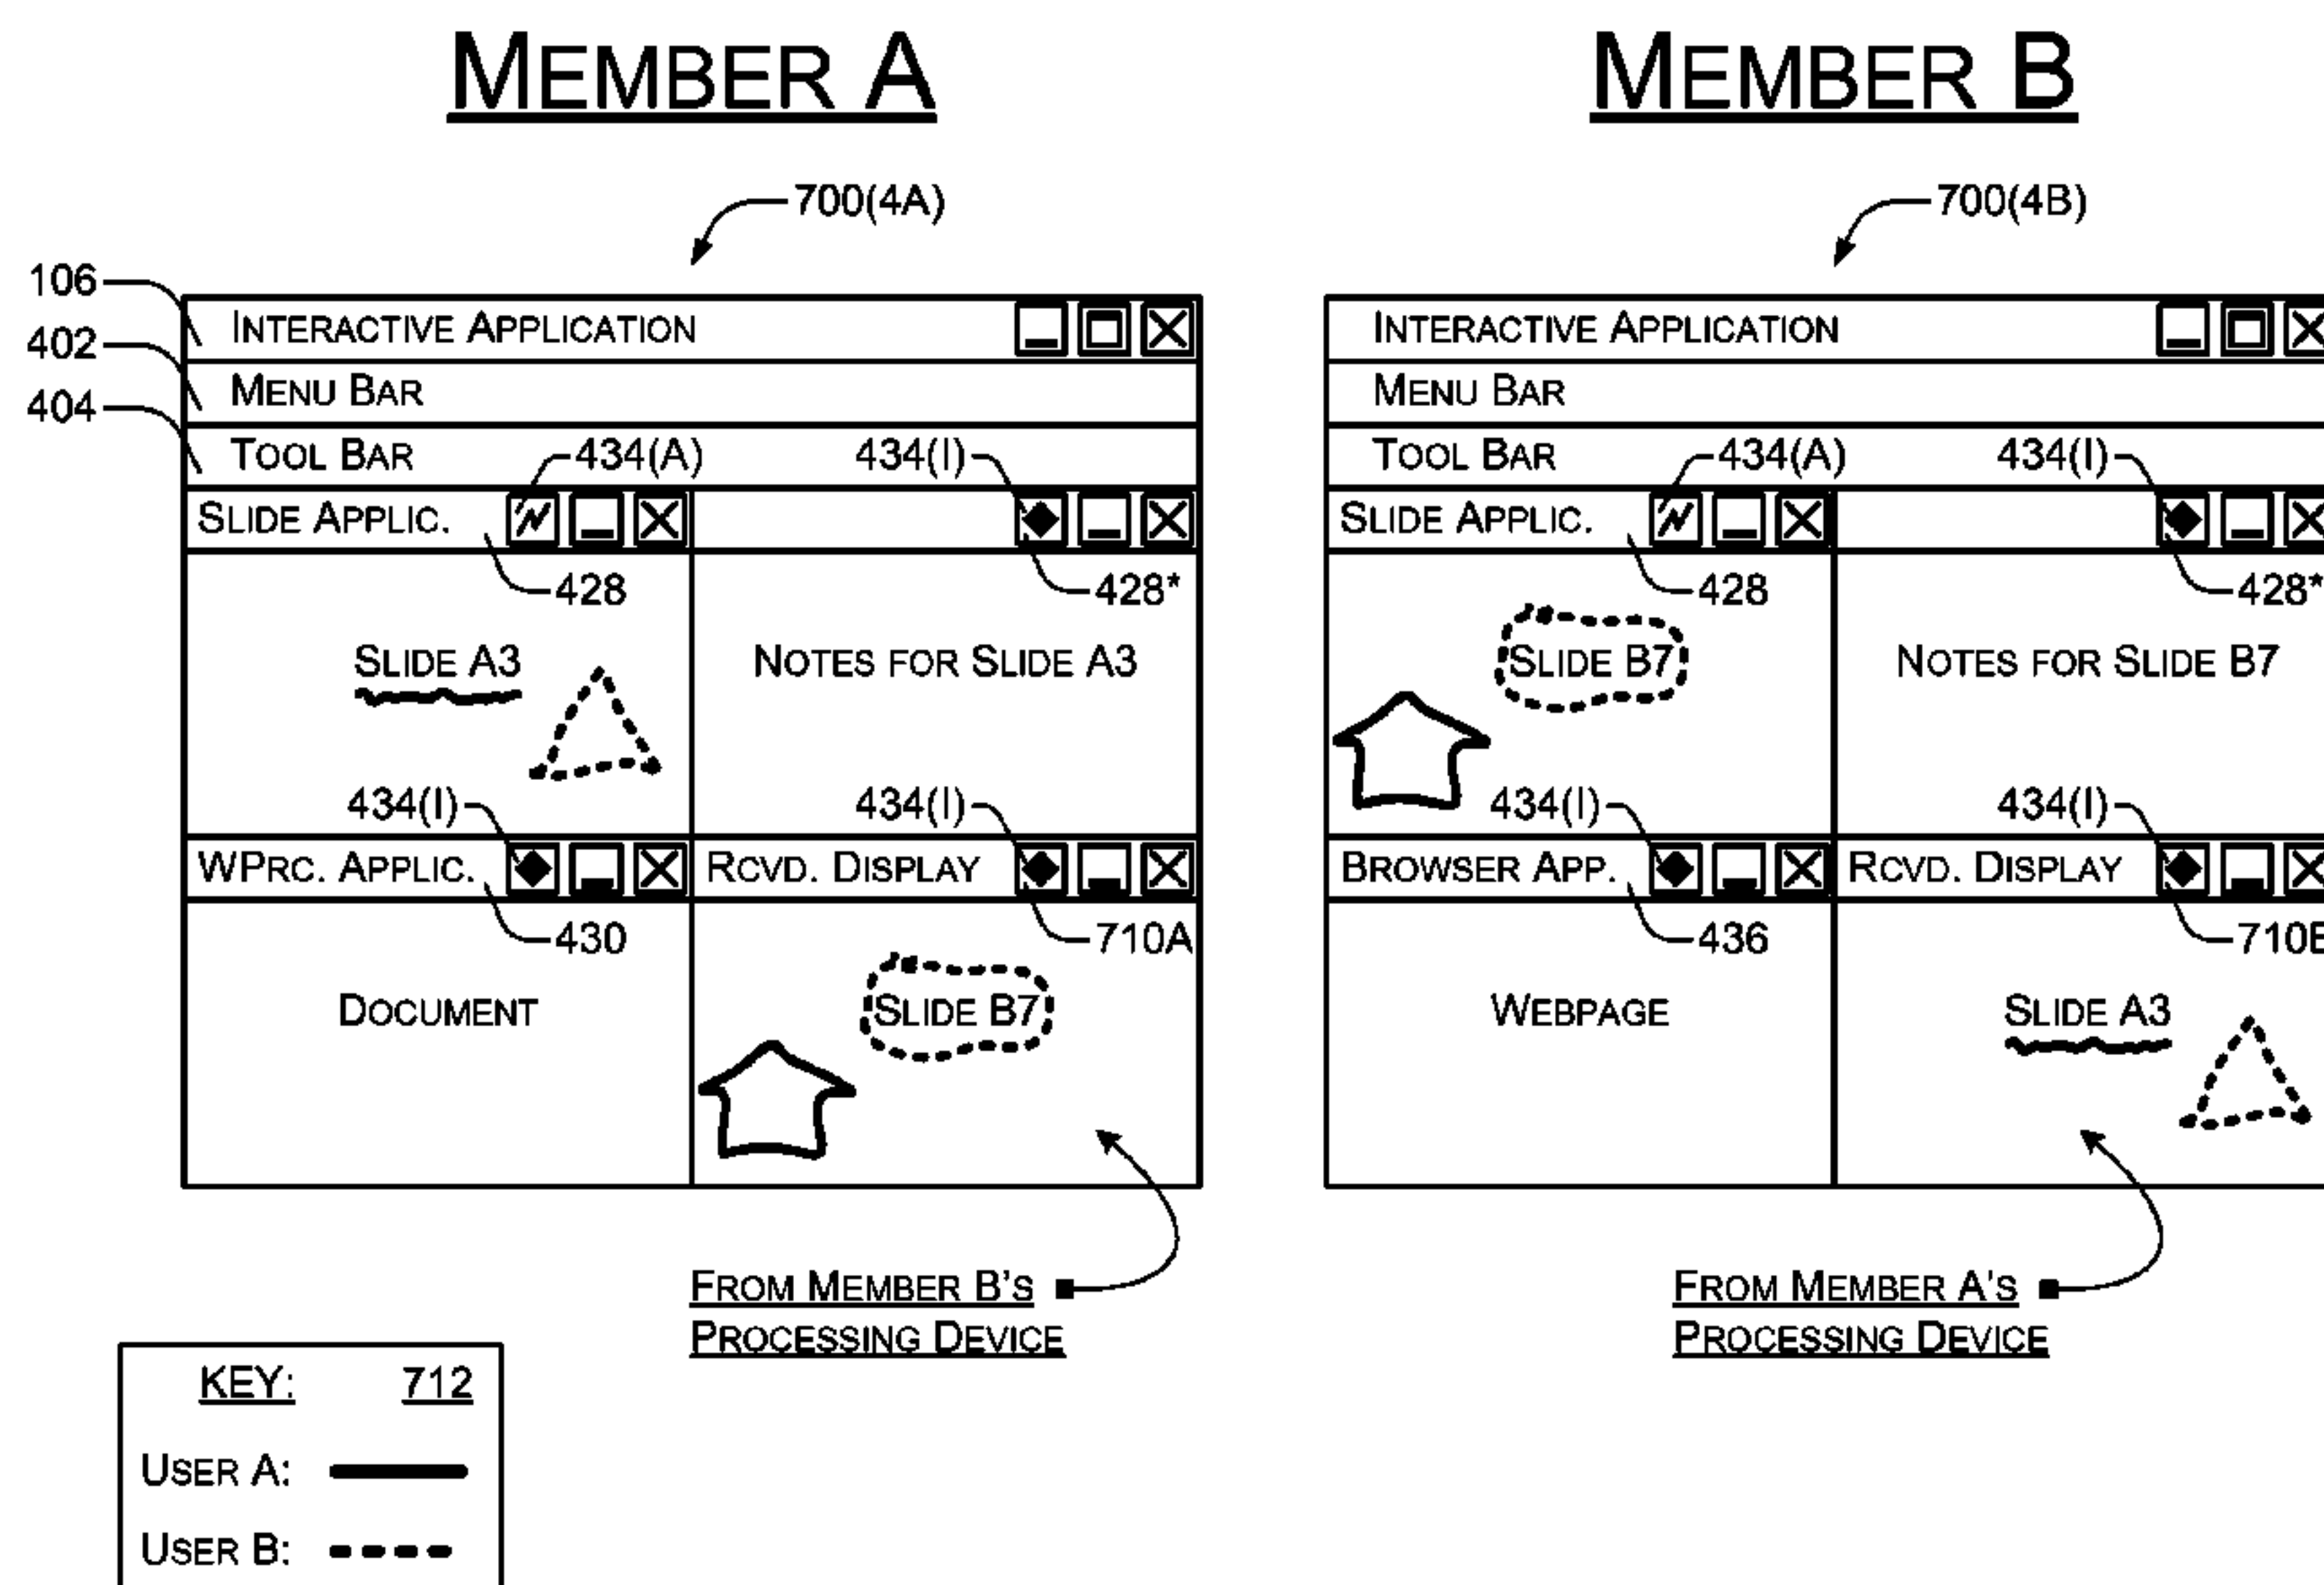 MEMBER A
MEMBER B
700(4A)
700(4B)
106
402
404
INTERACTIVE APPLICATION
MENU BAR
TOOL BAR
434(A)
434(I)
SLIDE APPLIC.
428
428*
SLIDE A3
NOTES FOR SLIDE A3
434(I)
434(I)
WPRC. APPLIC.
RCVD. DISPLAY
430
710A
DOCUMENT
SLIDE B7
FROM MEMBER B'S
PROCESSING DEVICE
INTERACTIVE APPLICATION
MENU BAR
TOOL BAR
434(A)
434(I)
SLIDE APPLIC.
428
428*
SLIDE B7
NOTES FOR SLIDE B7
434(I)
434(I)
BROWSER APP.
RCVD. DISPLAY
436
710B
WEBPAGE
SLIDE A3
FROM MEMBER A'S
PROCESSING DEVICE
KEY: 712
USER A:
USER B: